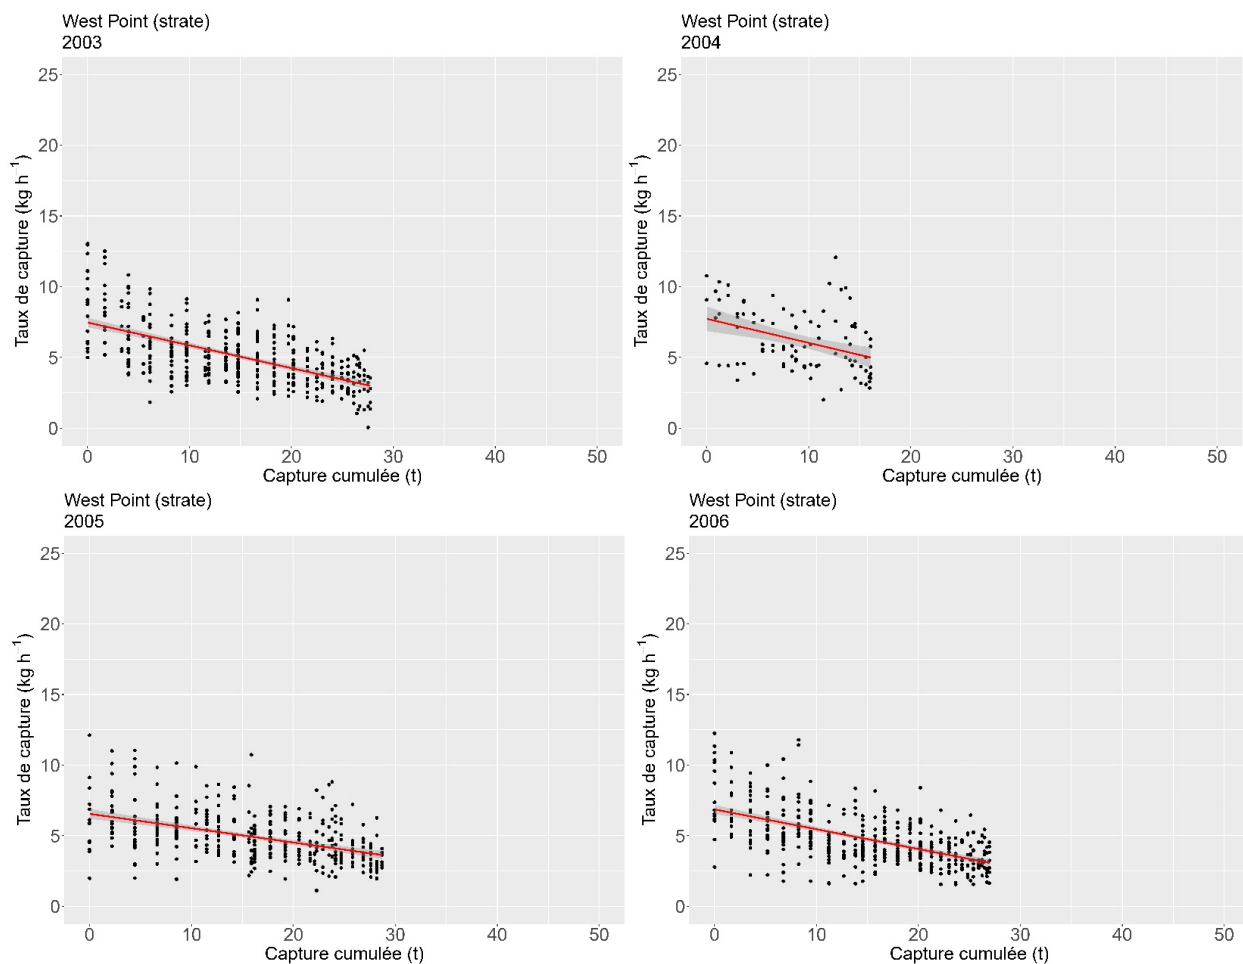 West Point (strate)
2003
25
20
15
10
5
0
Taux de capture (kg h⁻¹)
0 10 20 30 40 50
Capture cumulée (t)
West Point (strate)
2004
25
20
15
10
5
0
Taux de capture (kg h⁻¹)
0 10 20 30 40 50
Capture cumulée (t)
West Point (strate)
2005
25
20
15
10
5
0
Taux de capture (kg h⁻¹)
0 10 20 30 40 50
Capture cumulée (t)
West Point (strate)
2006
25
20
15
10
5
0
Taux de capture (kg h⁻¹)
0 10 20 30 40 50
Capture cumulée (t)